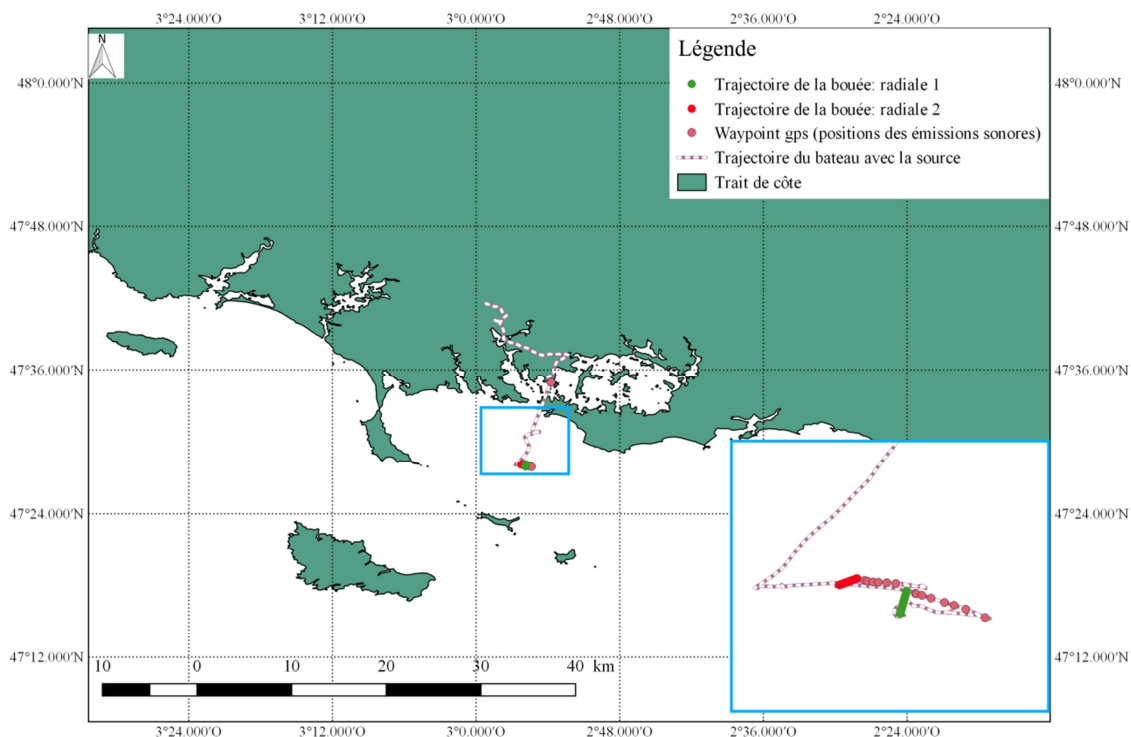 3°24.000'O 3°12.000'O 3°0.000'O 2°48.000'O 2°36.000'O 2°24.000'O
N
Légende
Trajectoire de la bouée: radiale 1
Trajectoire de la bouée: radiale 2
Waypoint gps (positions des émissions sonores)
Trajectoire du bateau avec la source
Trait de côte
48°0.000'N 48°0.000'N
47°48.000'N 47°48.000'N
47°36.000'N 47°36.000'N
47°24.000'N 47°24.000'N
47°12.000'N 47°12.000'N
10 0 10 20 30 40 km
3°24.000'O 3°12.000'O 3°0.000'O 2°48.000'O 2°36.000'O 2°24.000'O